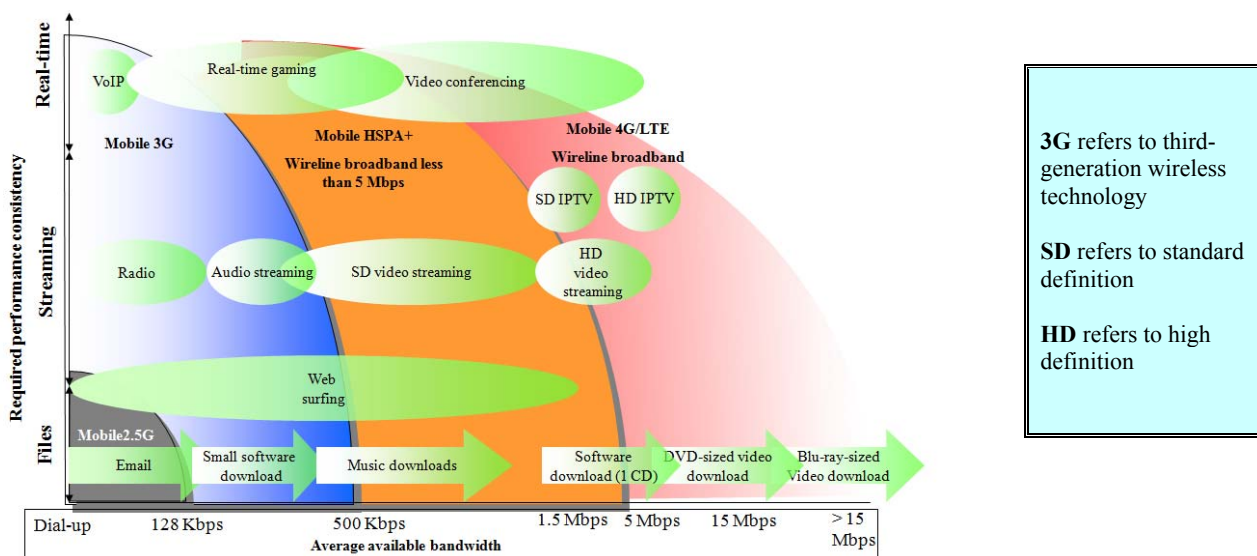 Required performance consistency
Real-time
Streaming
Files
VoIP
Real-time gaming
Video conferencing
Mobile 3G
Mobile HSPA+
Wireline broadband less
than 5 Mbps
Mobile 4G/LTE
Wireline broadband
SD IPTV
HD IPTV
Radio
Audio streaming
SD video streaming
HD
video
streaming
Web
surfing
Mobile2.5G
Email
Small software
download
Music downloads
Software
download (1 CD)
DVD-sized video
download
Blu-ray-sized
Video download
Dial-up
128 Kbps
500 Kbps
1.5 Mbps
5 Mbps
15 Mbps
> 15
Mbps
Average available bandwidth
3G refers to third-
generation wireless
technology
SD refers to standard
definition
HD refers to high
definition